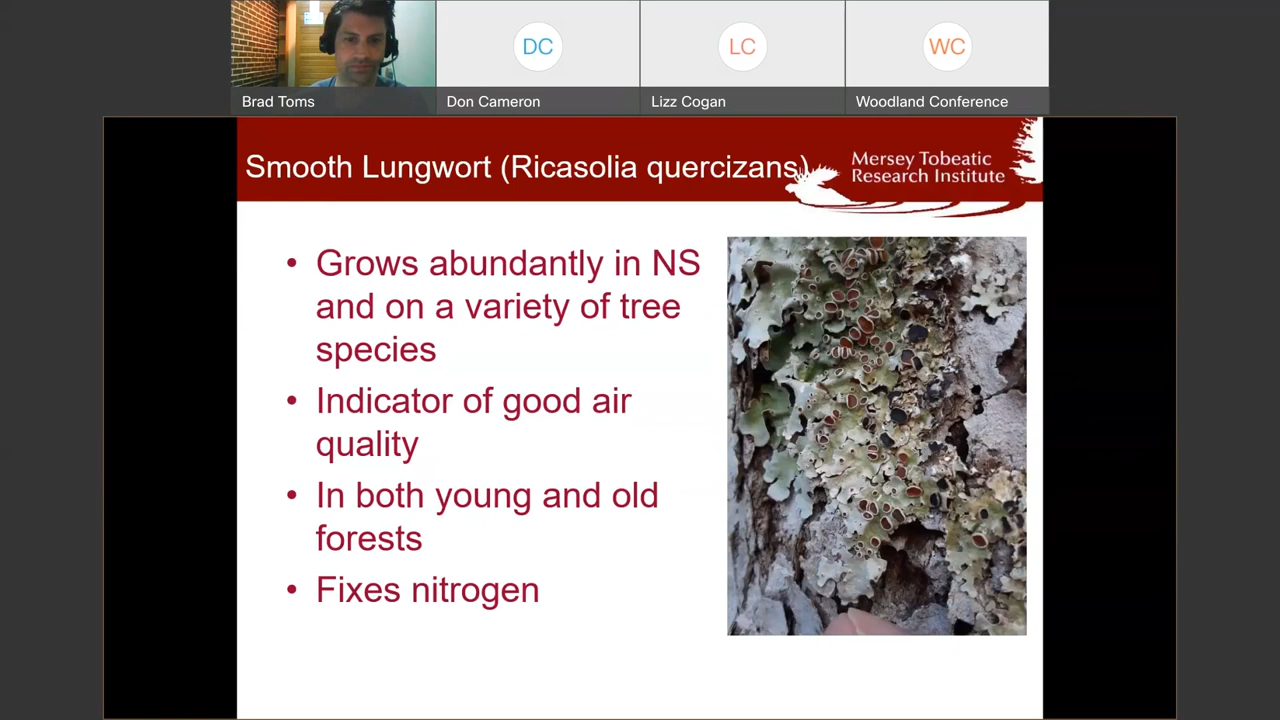 DC
LC
WC
Brad Toms
Don Cameron
Lizz Cogan
Woodland Conference
Smooth Lungwort (Ricasolia quercizans)
Mersey Tobeatic
Research Institute
• Grows abundantly in NS
and on a variety of tree
species
• Indicator of good air
quality
• In both young and old
forests
• Fixes nitrogen